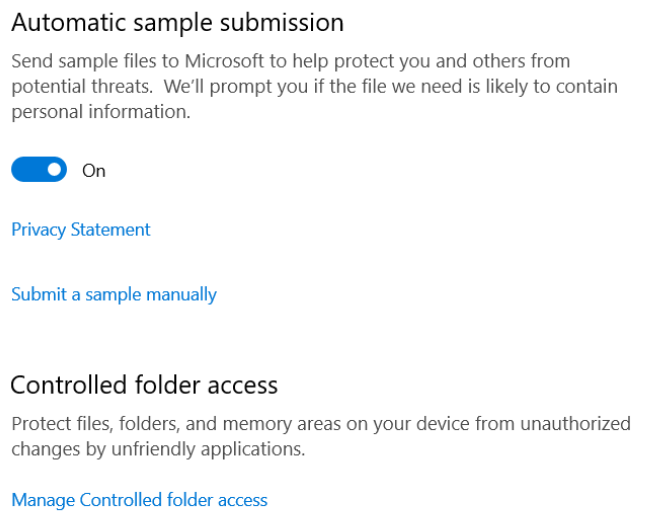 Automatic sample submission
Send sample files to Microsoft to help protect you and others from
potential threats.  We'll prompt you if the file we need is likely to contain
personal information.
On
Privacy Statement
Submit a sample manually
Controlled folder access
Protect files, folders, and memory areas on your device from unauthorized
changes by unfriendly applications.
Manage Controlled folder access